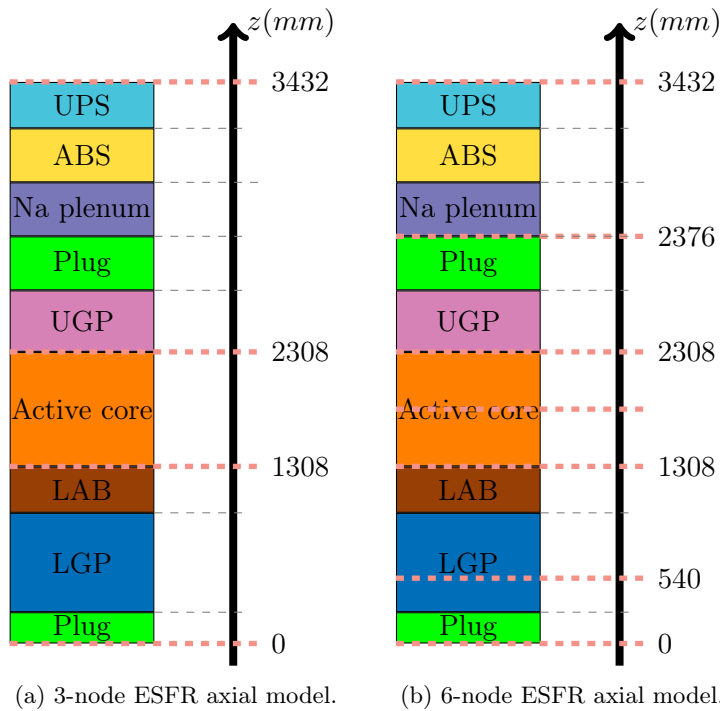 z(mm)
3432
UPS
ABS
Na plenum
Plug
UGP
2308
Active core
1308
LAB
LGP
Plug
0
(a) 3-node ESFR axial model.
z(mm)
3432
UPS
ABS
Na plenum
2376
Plug
UGP
2308
Active core
1308
LAB
LGP
540
Plug
0
(b) 6-node ESFR axial model.